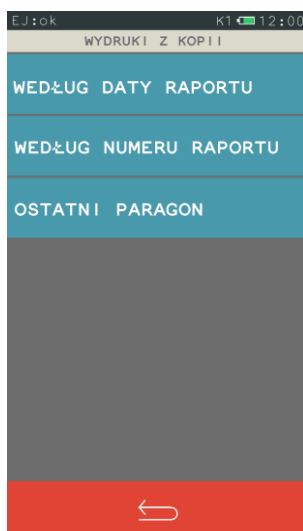 EJ:ok K1 12:00
WYDRUKI Z KOPII
WEDŁUG DATY RAPORTU
WEDŁUG NUMERU RAPORTU
OSTATNI PARAGON